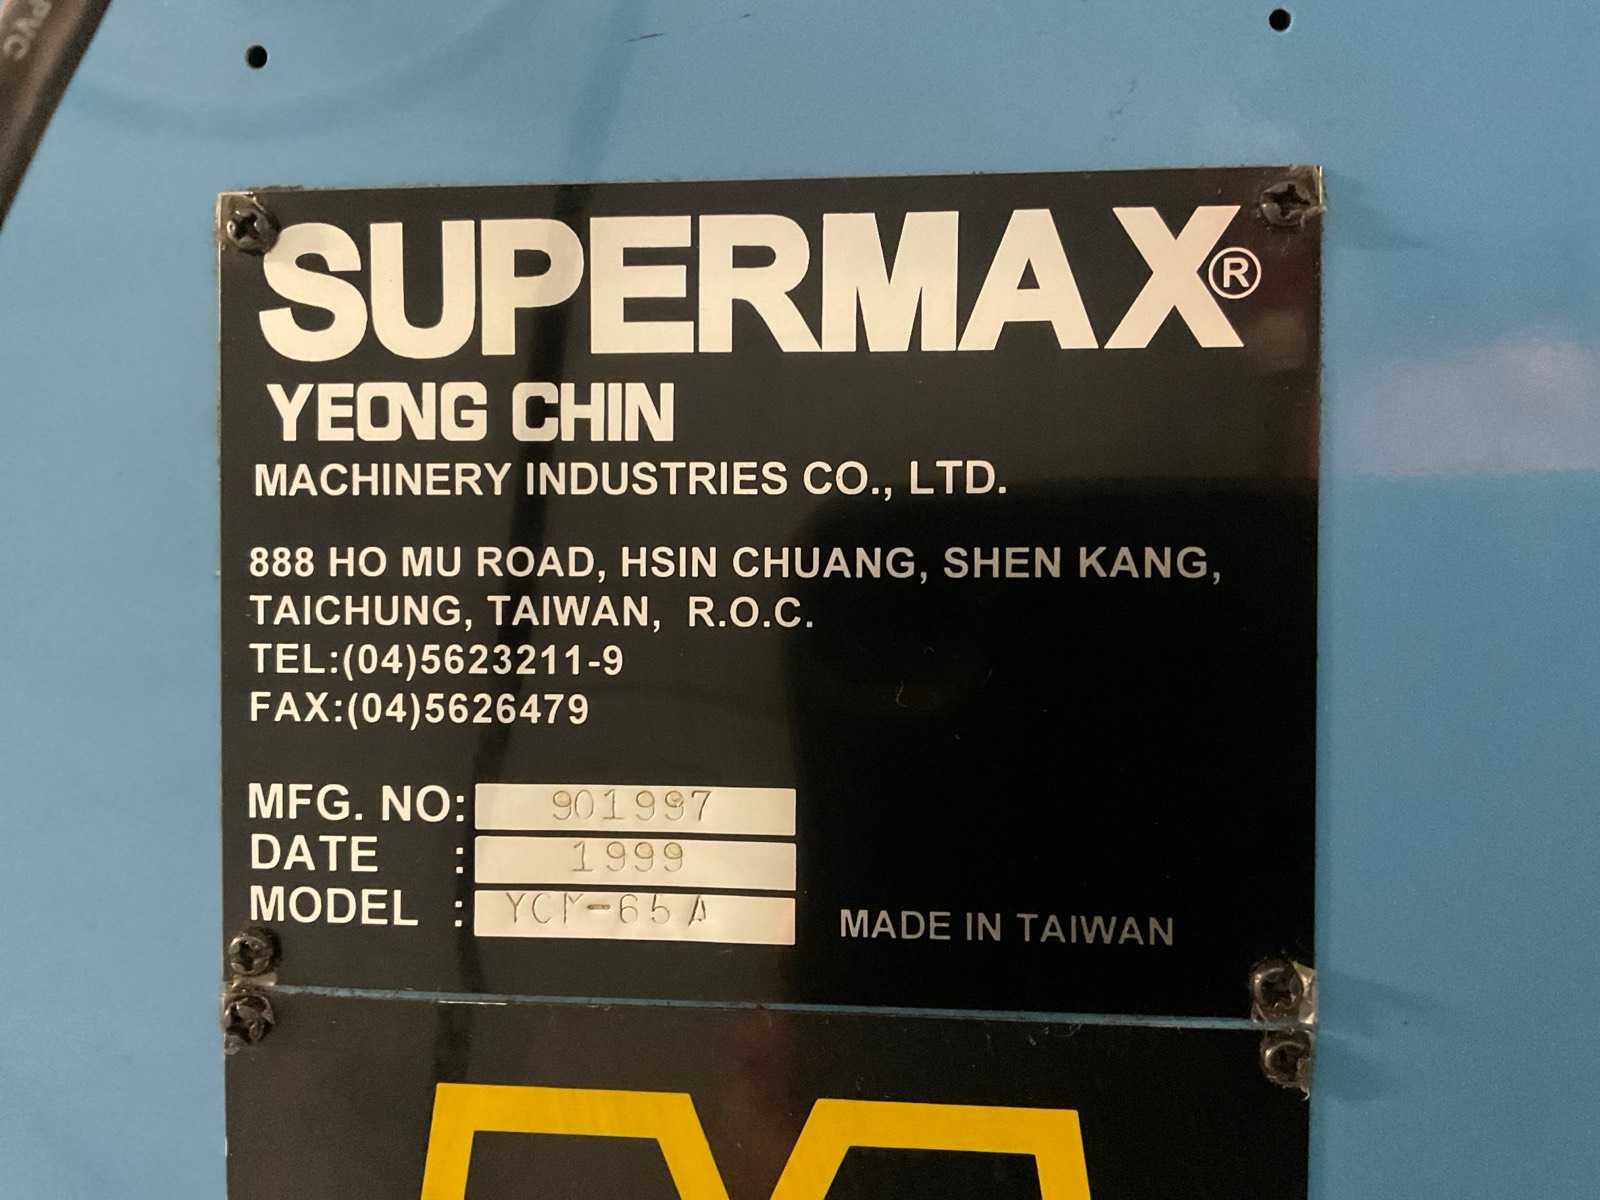 PVC
SUPERMAX®
YEONG CHIN
MACHINERY INDUSTRIES CO., LTD.
888 HO MU ROAD, HSIN CHUANG, SHEN KANG,
TAICHUNG, TAIWAN, R.O.C.
TEL:(04)5623211-9
FAX:(04)5626479
MFG. NO: 901997
DATE : 1999
MODEL : YCM-65A
MADE IN TAIWAN